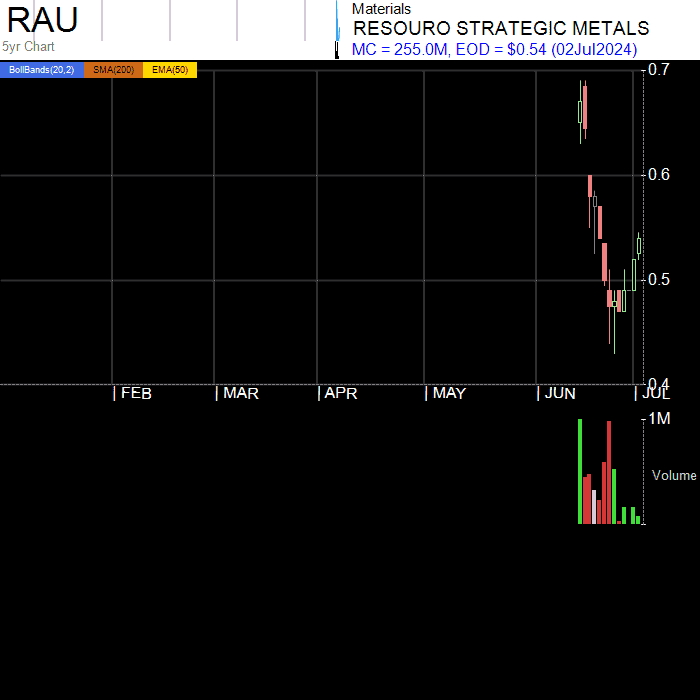 RAU
5yr Chart
Materials
RESOURO STRATEGIC METALS
MC = 255.0M, EOD = $0.54 (02Jul2024)
BollBands(20,2) SMA(200) EMA(50)
0.7
0.6
0.5
0.4
FEB MAR APR MAY JUN JUL
1M
Volume